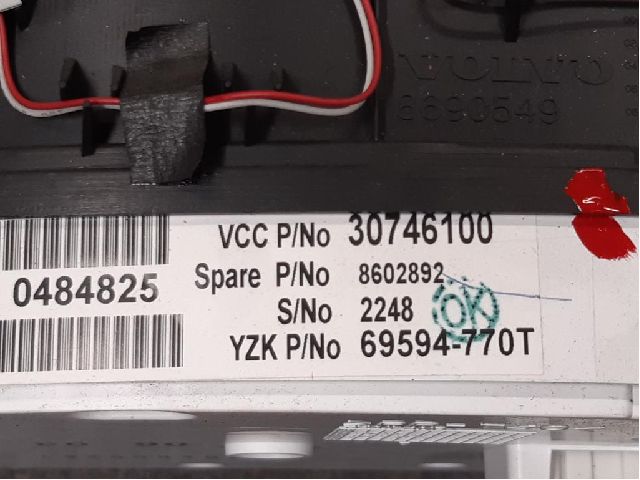 VOLVO
8690549
VCC P/No 30746100
Spare P/No 8602892
0484825
S/No 2248
OK
YZK P/No 69594-770T